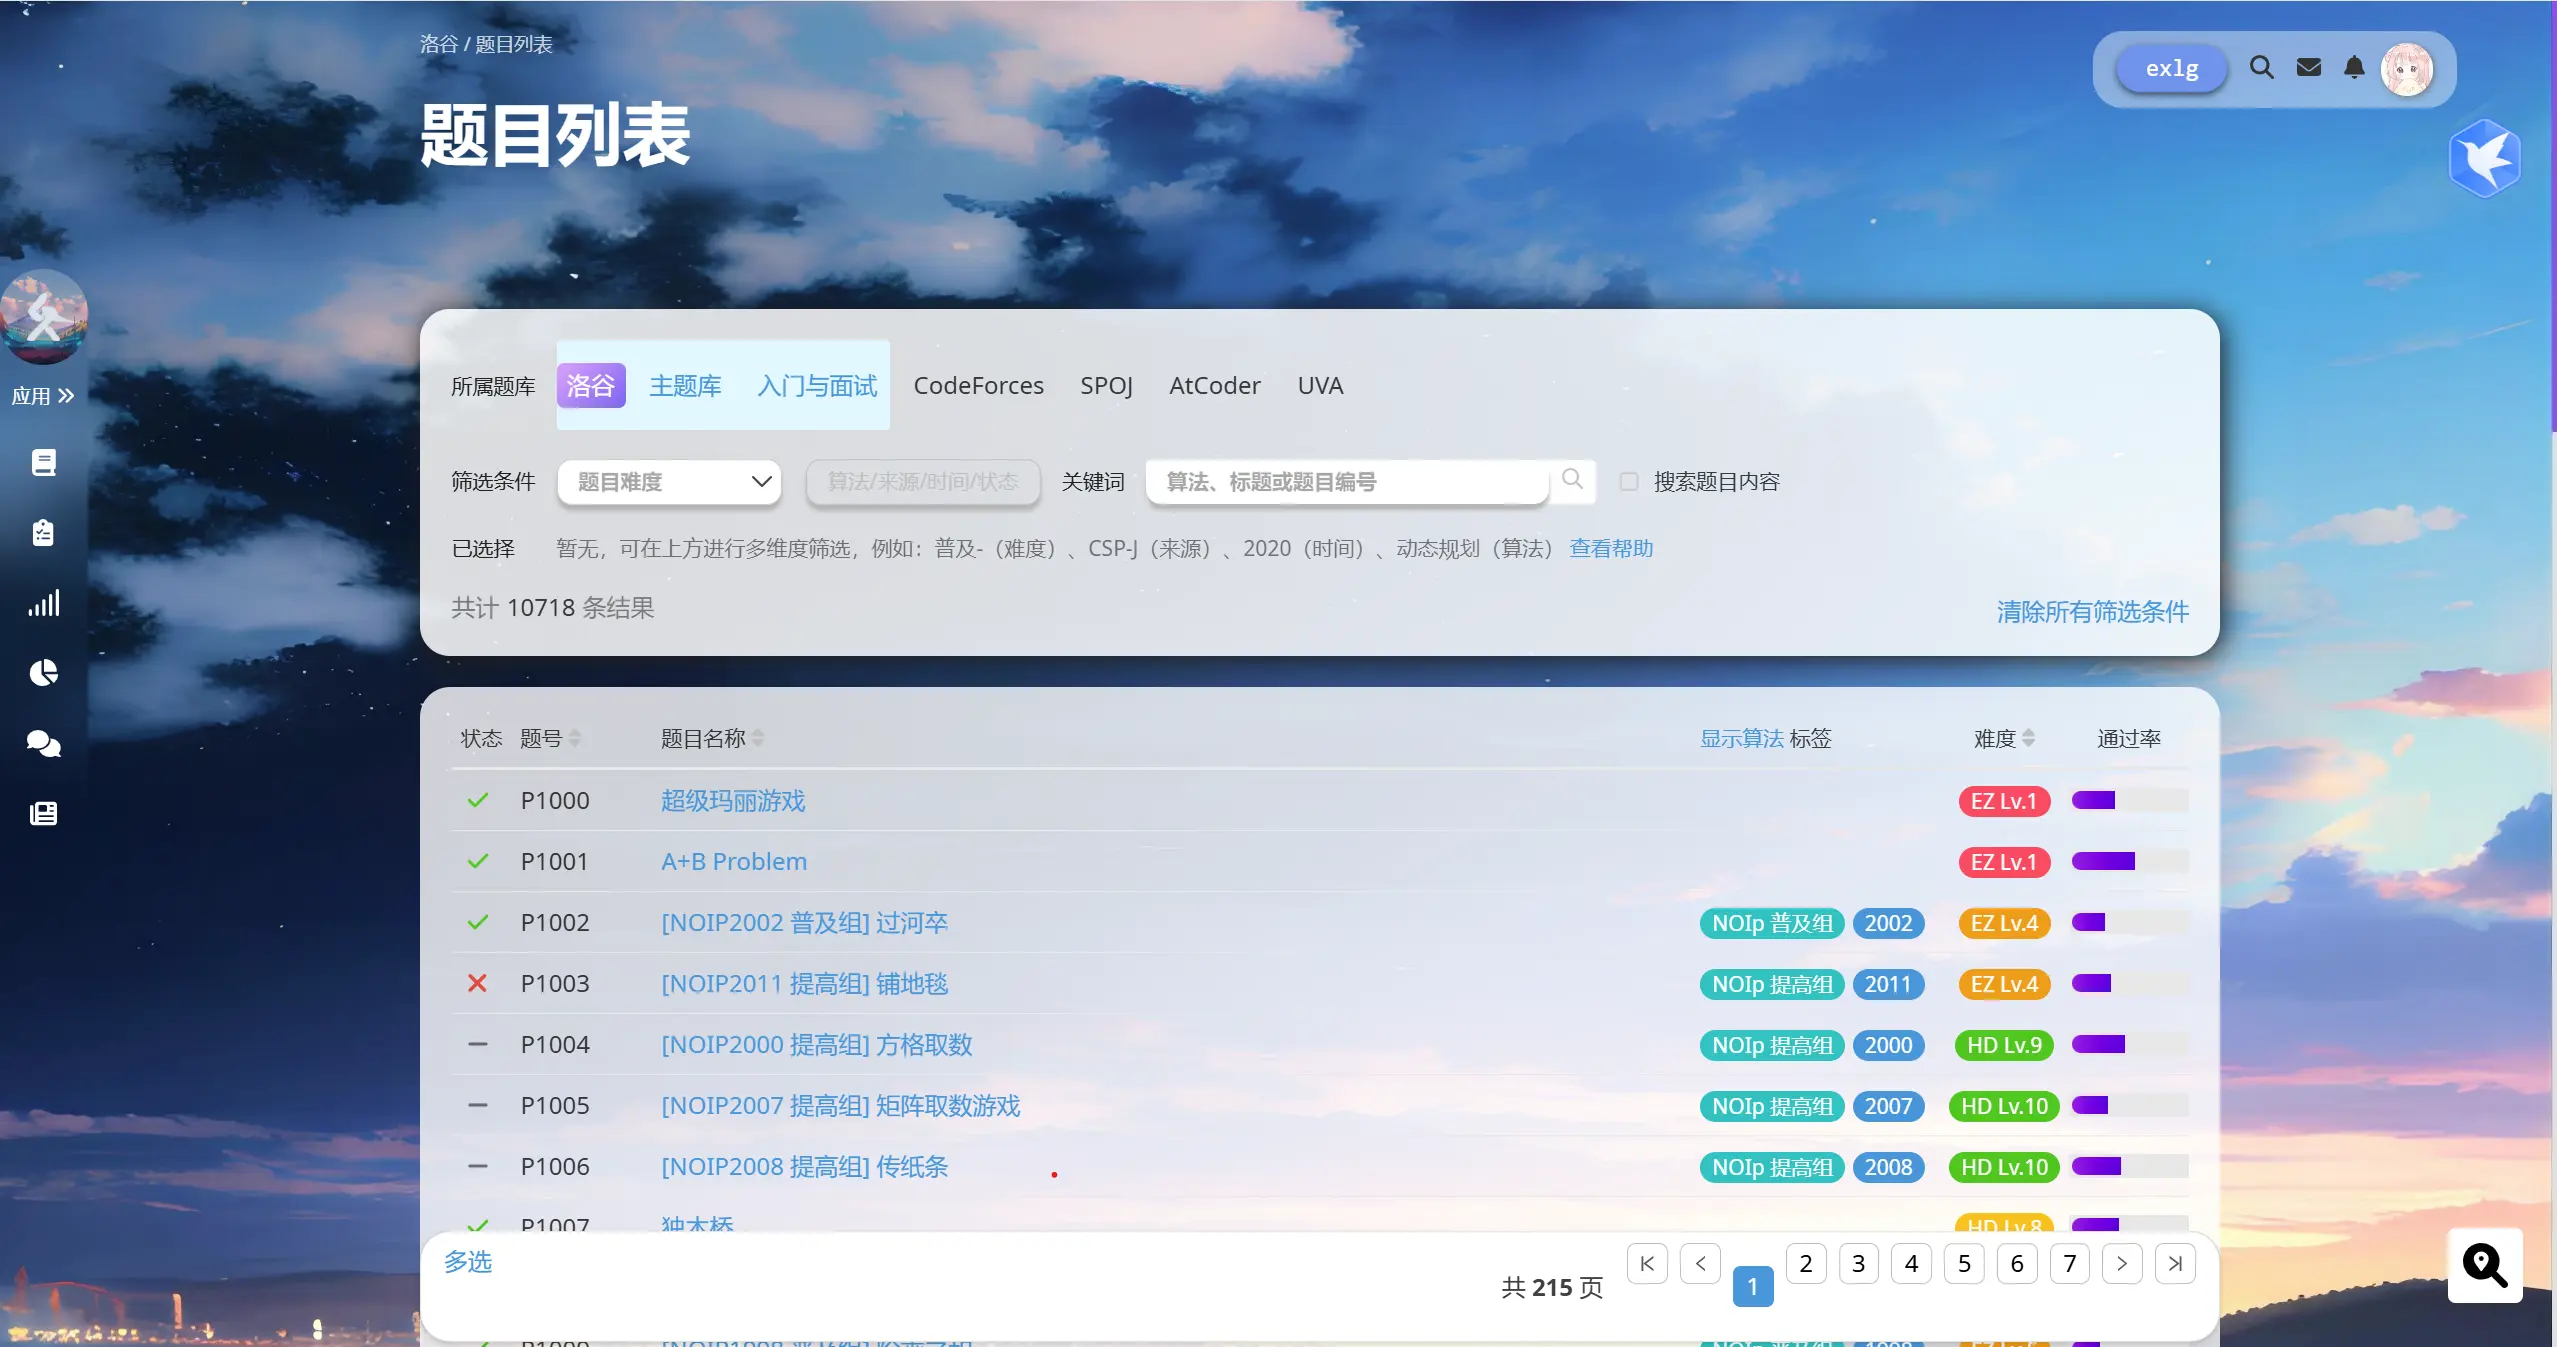 洛谷 / 题目列表
题目列表
exlg
应用
所属题库 洛谷 主题库 入门与面试 CodeForces SPOJ AtCoder UVA
筛选条件 题目难度 算法/来源/时间/状态 关键词 算法、标题或题目编号 搜索题目内容
已选择 暂无，可在上方进行多维度筛选，例如：普及-（难度）、CSP-J（来源）、2020（时间）、动态规划（算法） 查看帮助
共计 10718 条结果
清除所有筛选条件
状态 题号 题目名称 显示算法 标签 难度 通过率
P1000 超级玛丽游戏 EZ Lv.1
P1001 A+B Problem EZ Lv.1
P1002 [NOIP2002 普及组] 过河卒 NOIp 普及组 2002 EZ Lv.4
P1003 [NOIP2011 提高组] 铺地毯 NOIp 提高组 2011 EZ Lv.4
P1004 [NOIP2000 提高组] 方格取数 NOIp 提高组 2000 HD Lv.9
P1005 [NOIP2007 提高组] 矩阵取数游戏 NOIp 提高组 2007 HD Lv.10
P1006 [NOIP2008 提高组] 传纸条 NOIp 提高组 2008 HD Lv.10
P1007 独木桥 HD Lv.8
多选
共 215 页 1 2 3 4 5 6 7